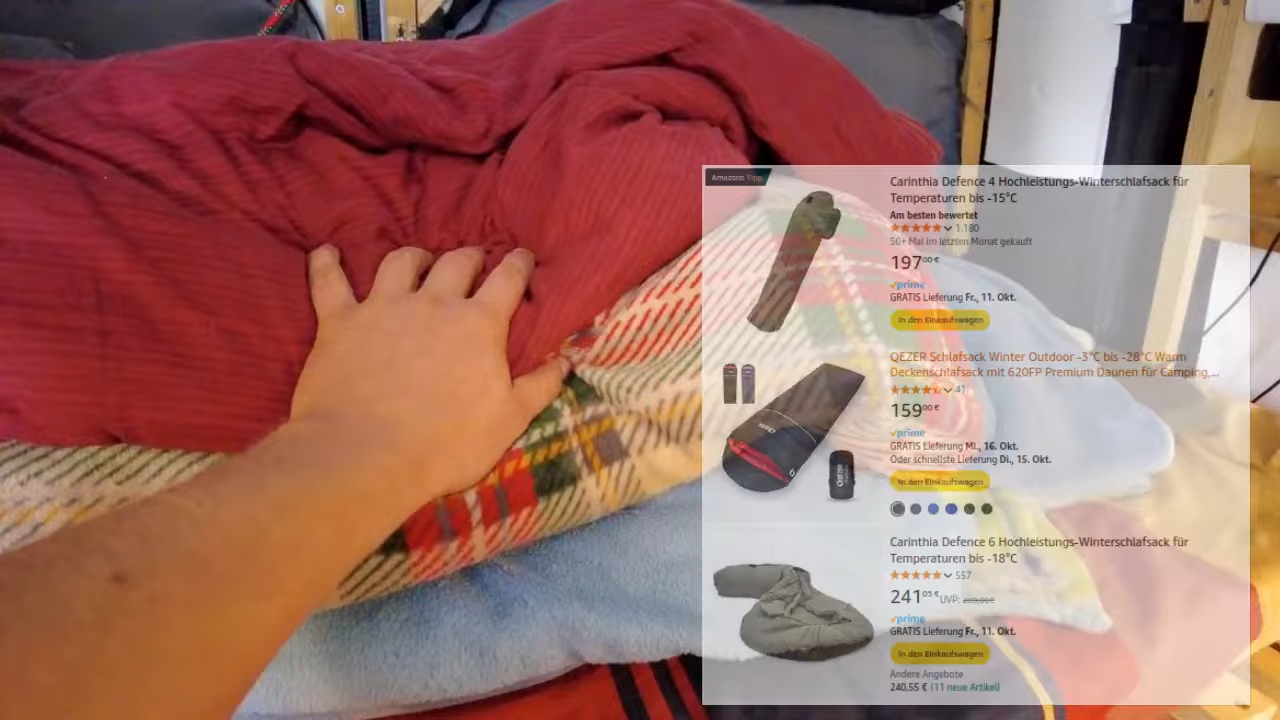 Amazons Tipp
Carinthia Defence 4 Hochleistungs-Winterschlafsack für
Temperaturen bis -15°C
Am besten bewertet
1.180
50+ Mal im letzten Monat gekauft
197,00 €
prime
GRATIS Lieferung Fr., 11. Okt.
In den Einkaufswagen
QEZER Schlafsack Winter Outdoor -3°C bis -28°C Warm
Deckenschlafsack mit 620FP Premium Daunen für Camping,...
41
159,00 €
prime
GRATIS Lieferung Mi., 16. Okt.
Oder schnellste Lieferung Di., 15. Okt.
In den Einkaufswagen
Carinthia Defence 6 Hochleistungs-Winterschlafsack für
Temperaturen bis -18°C
557
241,05 € UVP:
prime
GRATIS Lieferung Fr., 11. Okt.
In den Einkaufswagen
Andere Angebote
240,55 € (11 neue Artikel)